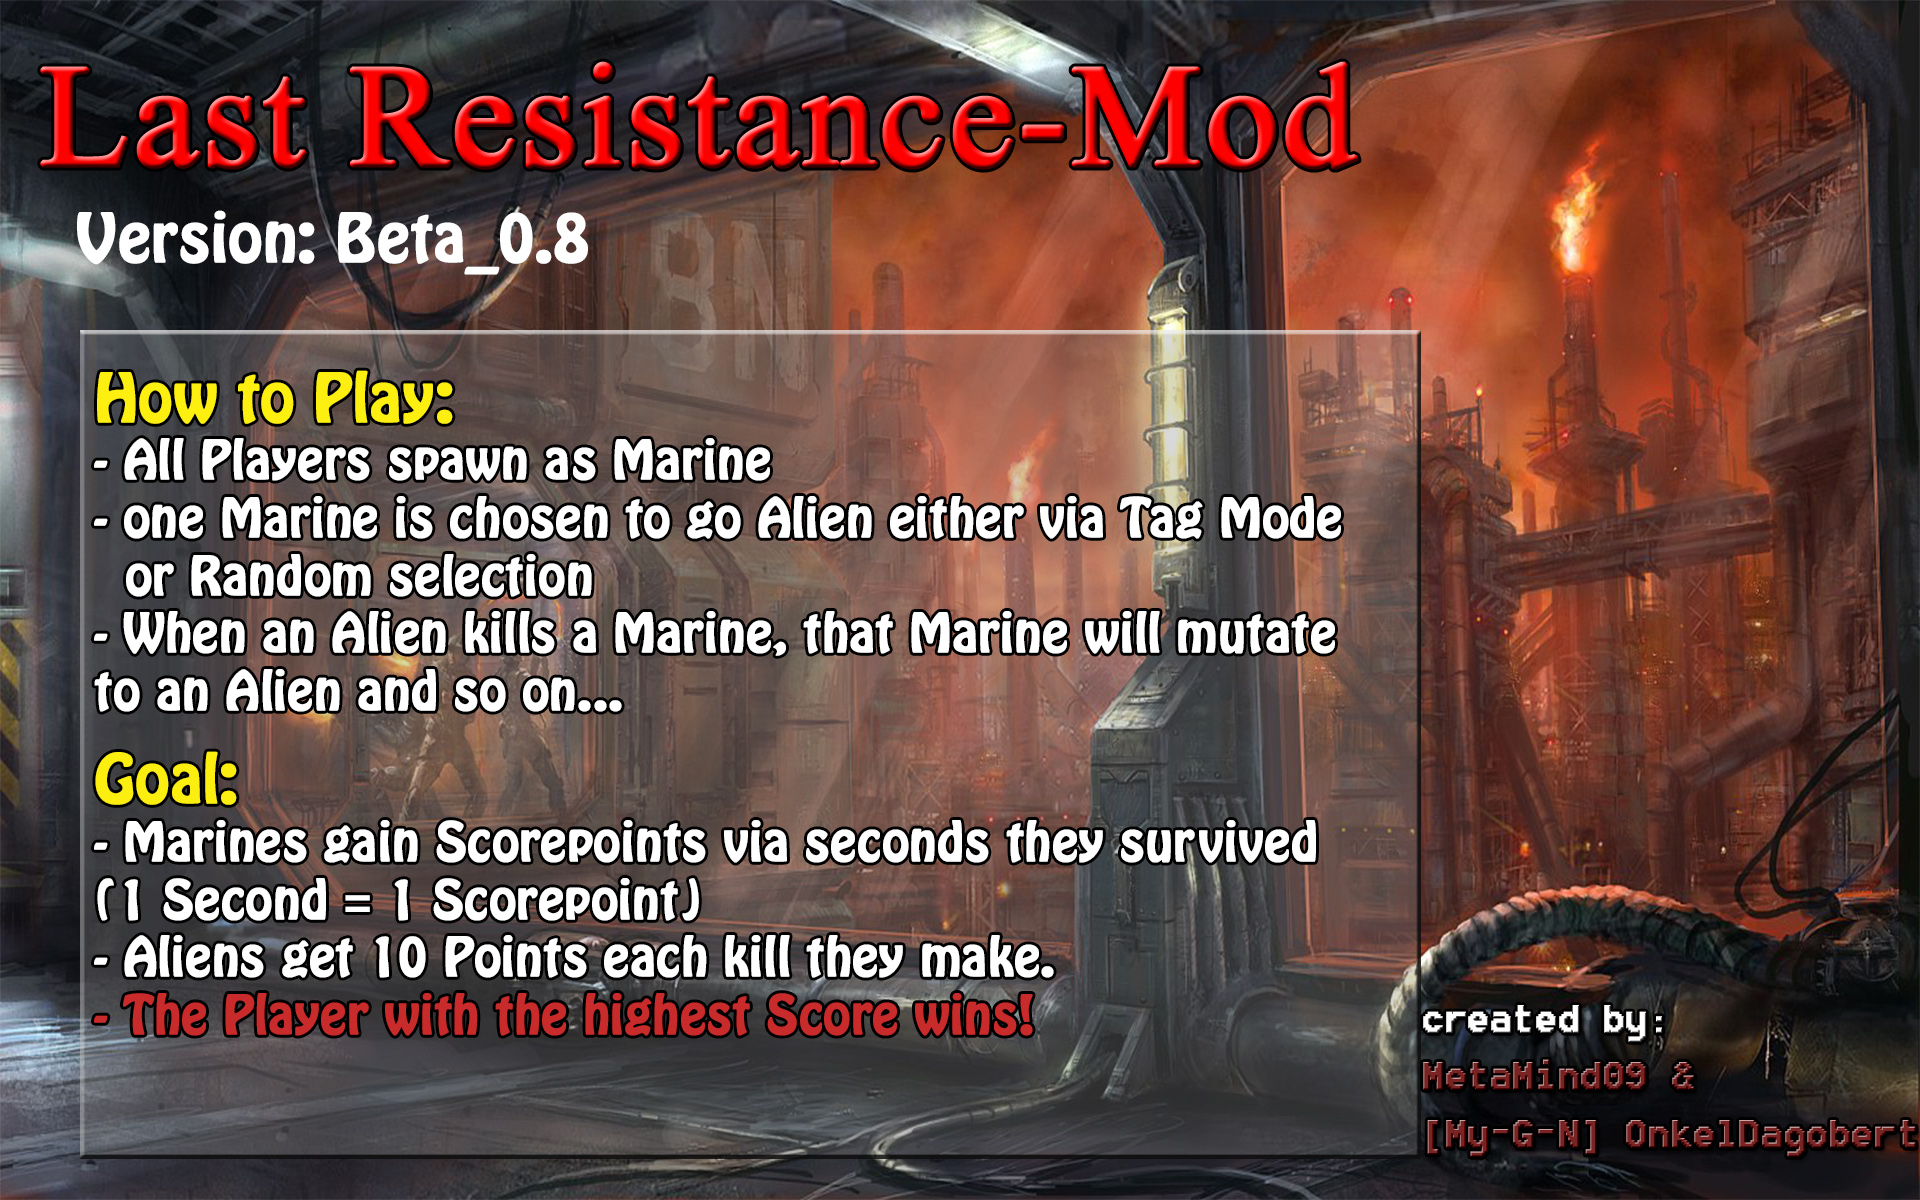 Last Resistance-Mod
Version: Beta_0.8
8N
How to Play:
- All Players spawn as Marine
- one Marine is chosen to go Alien either via Tag Mode
or Random selection
- When an Alien kills a Marine, that Marine will mutate
to an Alien and so on...
Goal:
- Marines gain Scorepoints via seconds they survived
(1 Second = 1 Scorepoint)
- Aliens get 10 Points each kill they make.
- The Player with the highest Score wins!
created by:
MetaMind09 &
[My-G-N] OnkelDagobert